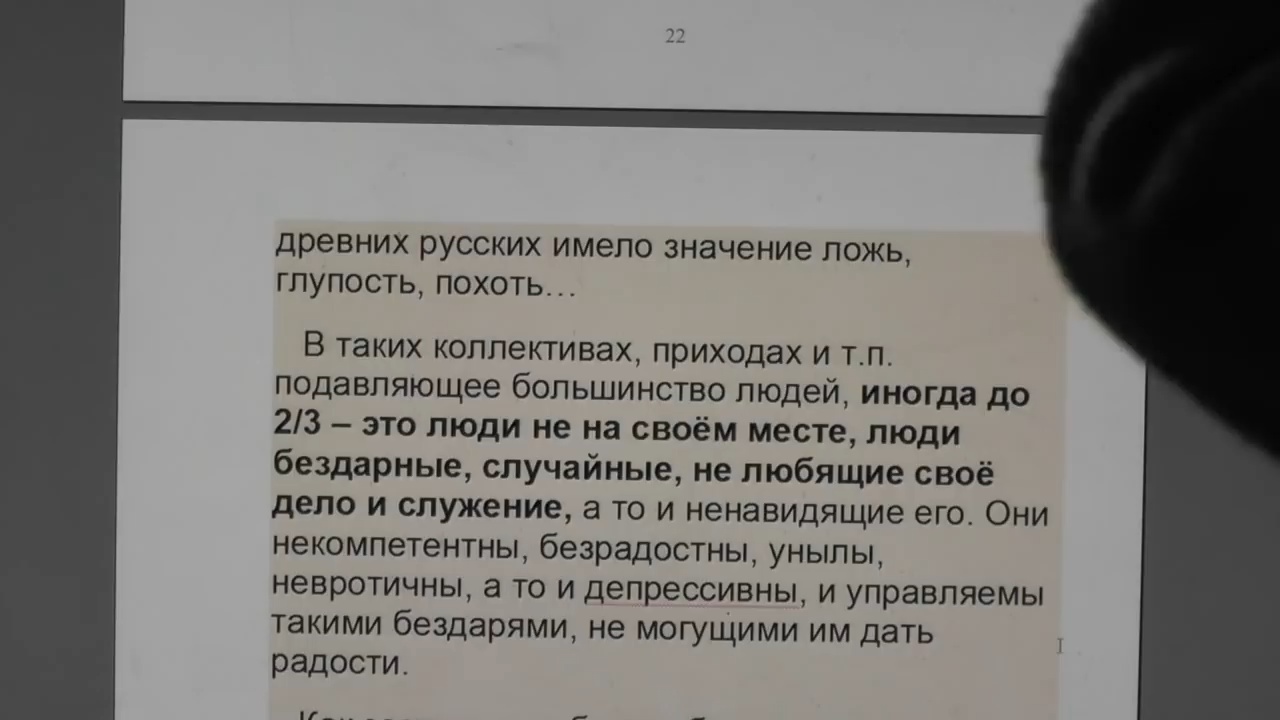 22
древних русских имело значение ложь,
глупость, похоть…
В таких коллективах, приходах и т.п.
подавляющее большинство людей, иногда до
2/3 – это люди не на своём месте, люди
бездарные, случайные, не любящие своё
дело и служение, а то и ненавидящие его. Они
некомпетентны, безрадостны, унылы,
невротичны, а то и депрессивны, и управляемы
такими бездарями, не могущими им дать
радости.